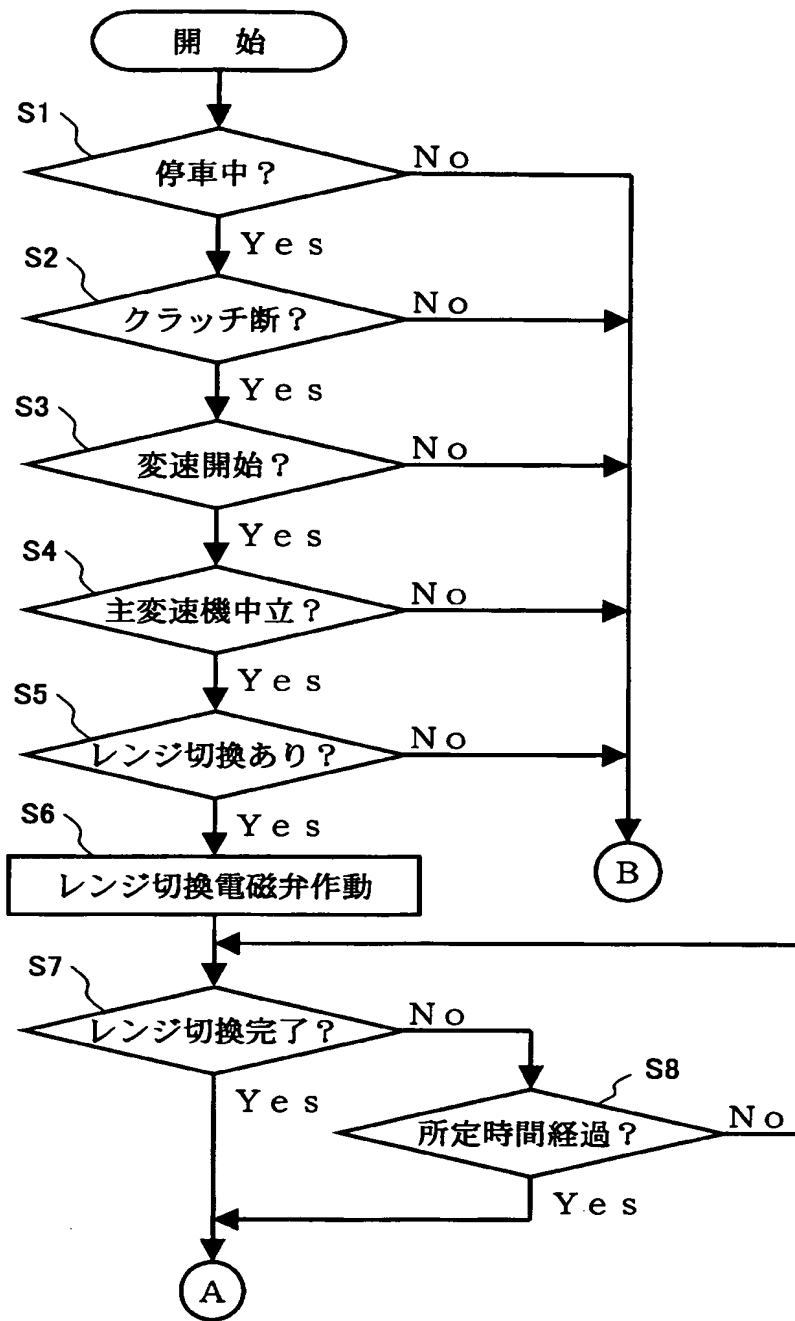 開 始
S1
停車中？
No
Yes
S2
クラッチ断？
No
Yes
S3
変速開始？
No
Yes
S4
主変速機中立？
No
Yes
S5
レンジ切換あり？
No
Yes
S6
レンジ切換電磁弁作動
B
S7
レンジ切換完了？
No
Yes
S8
所定時間経過？
No
Yes
A